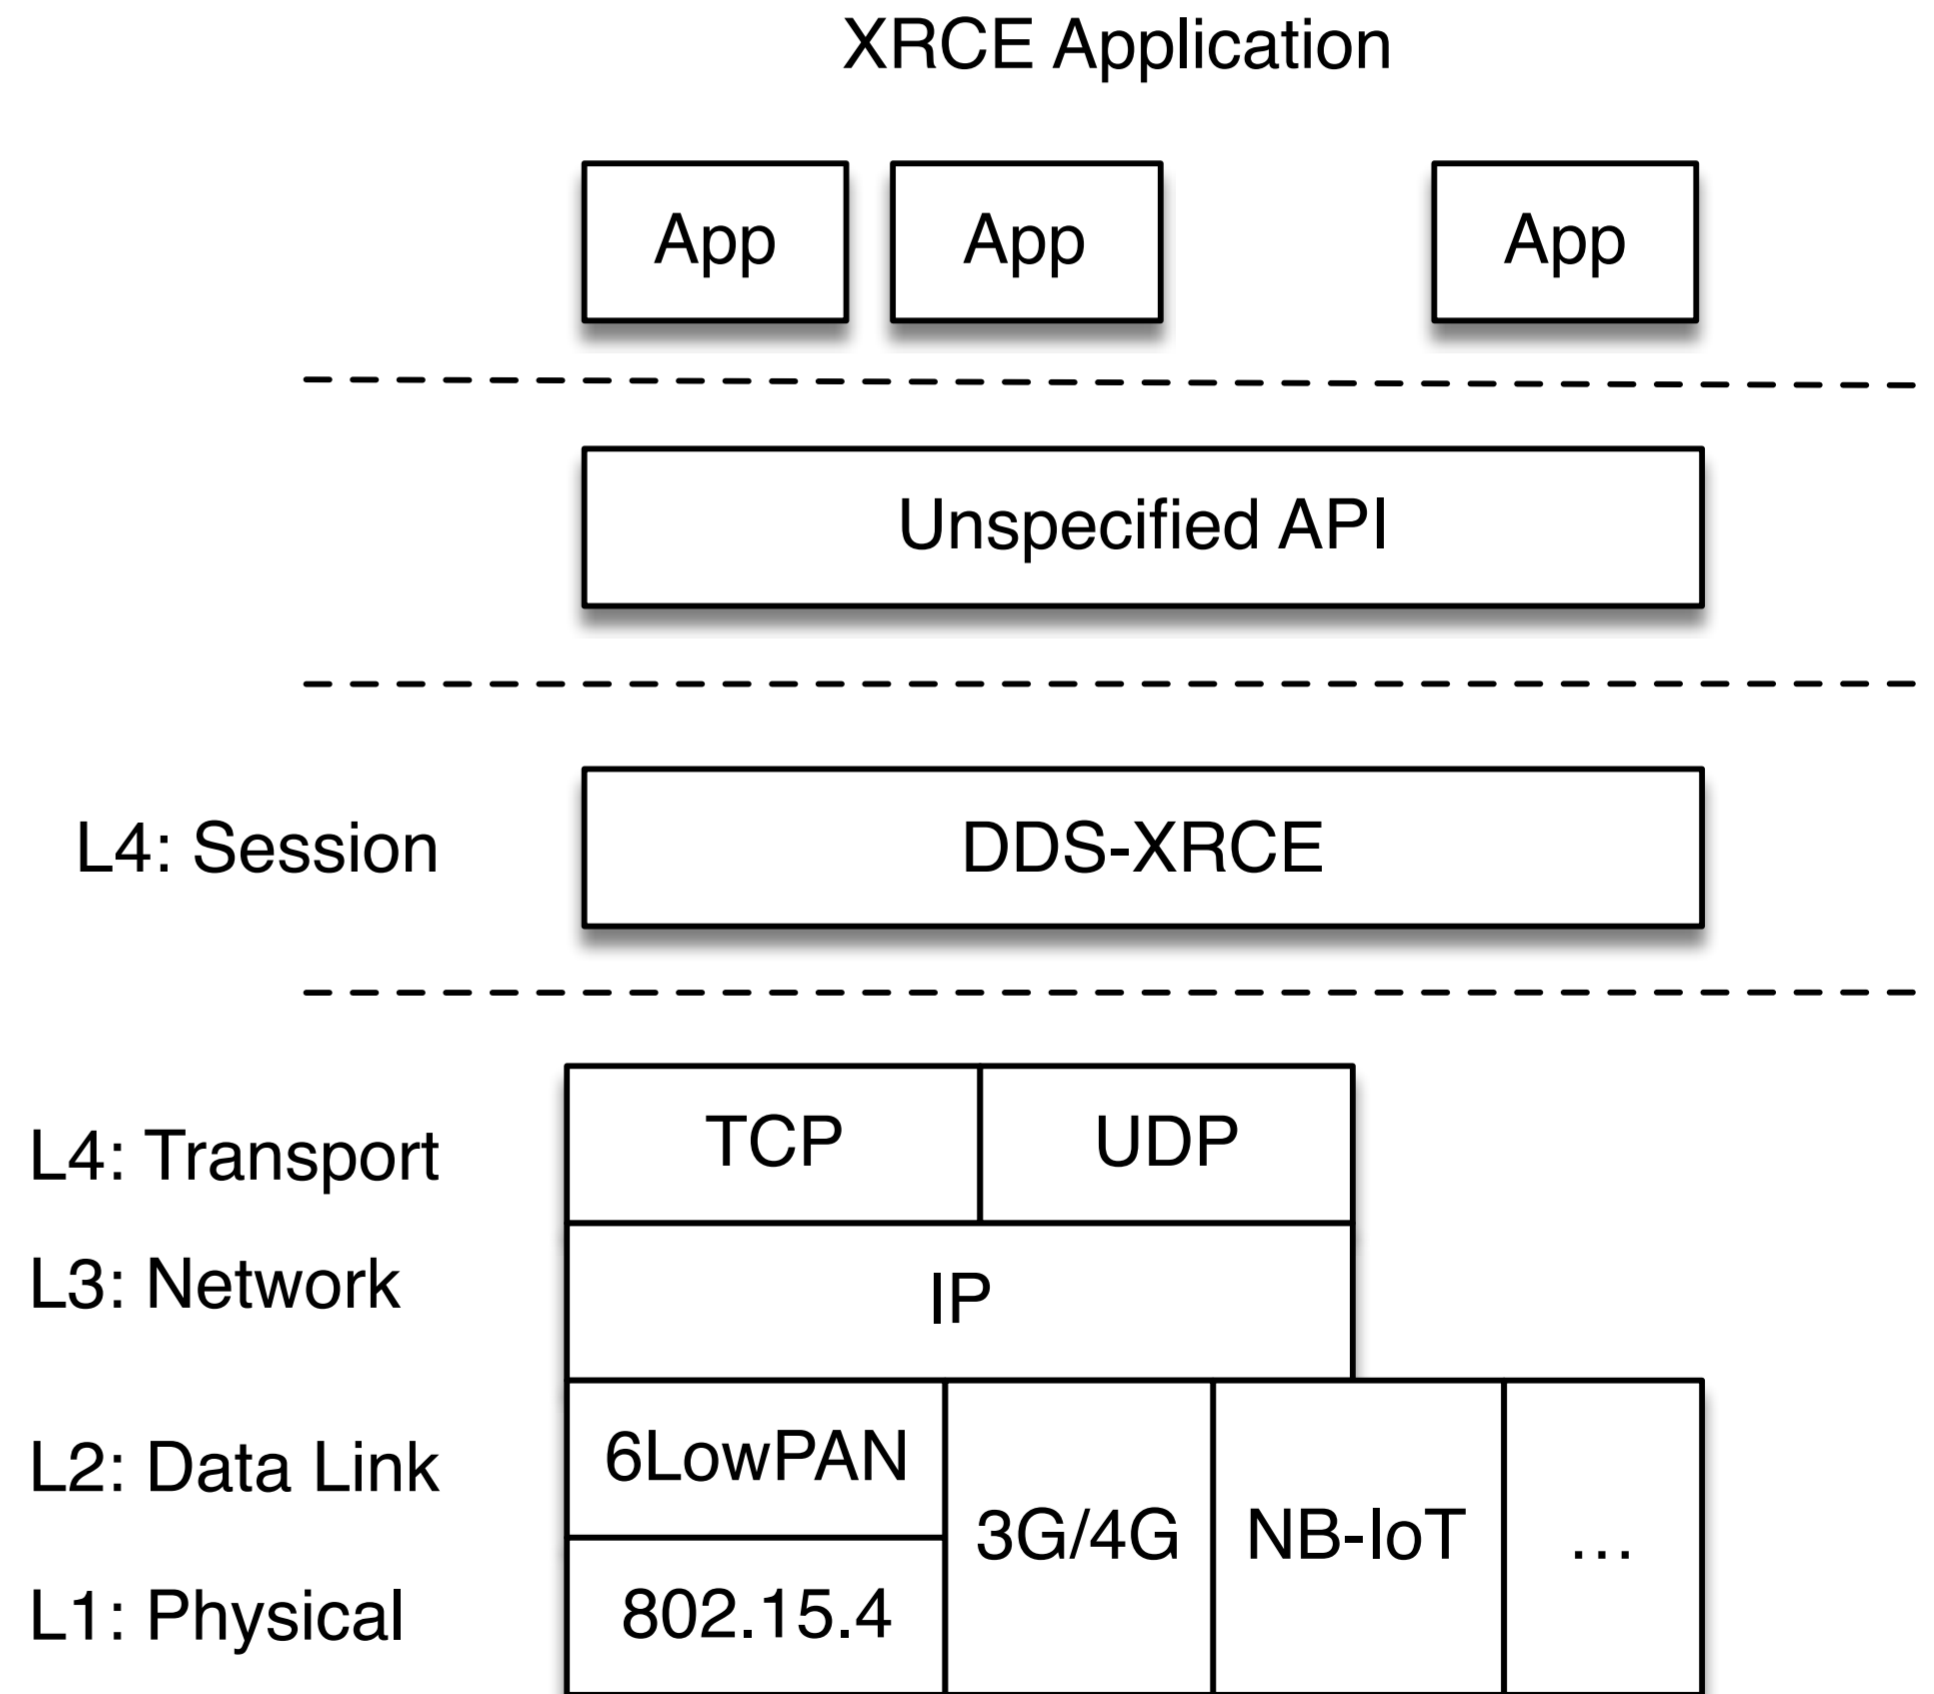 XRCE Application
App
App
App
Unspecified API
L4: Session
DDS-XRCE
L4: Transport
TCP
UDP
L3: Network
IP
L2: Data Link
6LowPAN
3G/4G
NB-IoT
...
L1: Physical
802.15.4